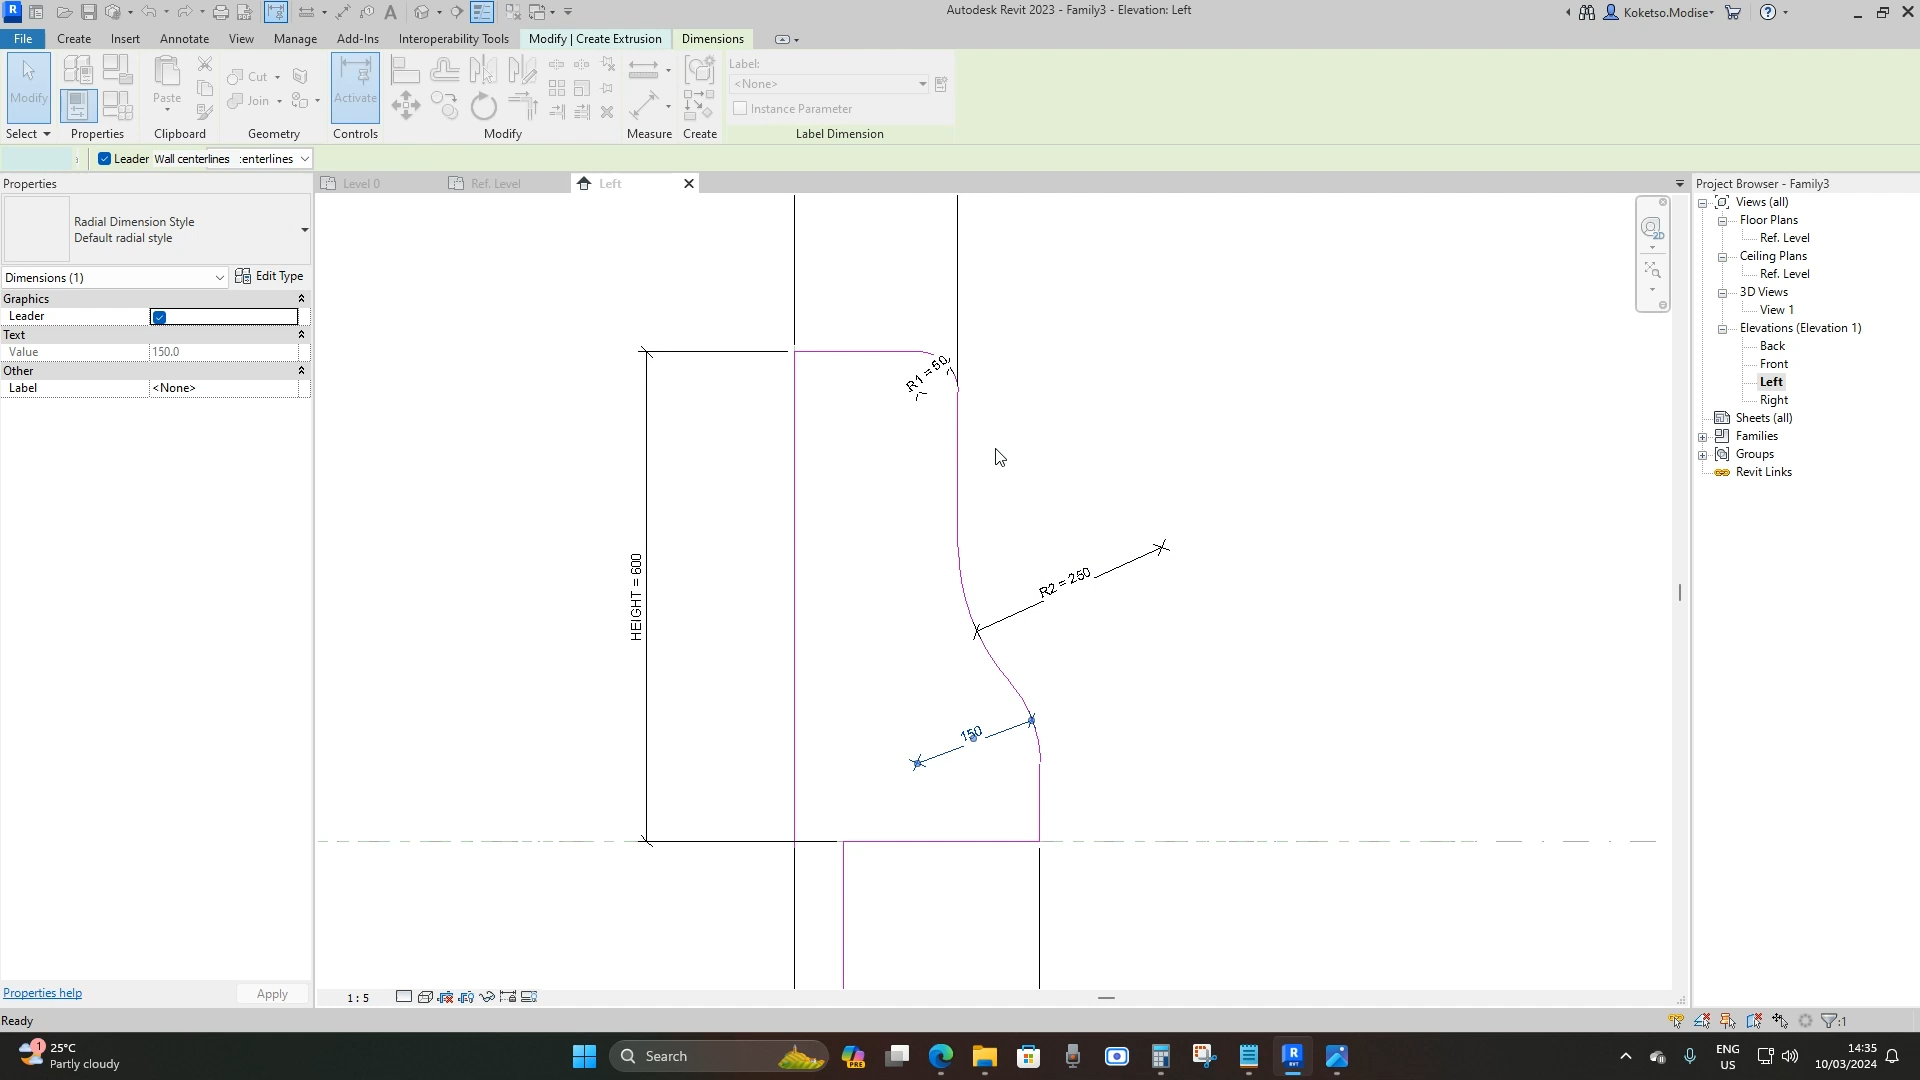 Autodesk Revit 2023 - Family3 - Elevation: Left
Koketso.Modise
File
Create
Insert
Annotate
View
Manage
Add-Ins
Interoperability Tools
Modify | Create Extrusion
Dimensions
Modify
Paste
Cut
Join
Activate
Label:
<None>
Instance Parameter
Select
Properties
Clipboard
Geometry
Controls
Modify
Measure
Create
Label Dimension
Leader
Wall centerlines
:enterlines
Properties
Radial Dimension Style
Default radial style
Dimensions (1)
Edit Type
Graphics
Leader
Text
Value
150.0
Other
Label
<None>
Properties help
Apply
Level 0
Ref. Level
Left
2D
R1 = 50
R2 = 250
150
HEIGHT = 600
1 : 5
Project Browser - Family3
Views (all)
Floor Plans
Ref. Level
Ceiling Plans
Ref. Level
3D Views
View 1
Elevations (Elevation 1)
Back
Front
Left
Right
Sheets (all)
Families
Groups
Revit Links
Ready
:1
1
25°C
Partly cloudy
Search
PRE
ENG
US
14:35
10/03/2024